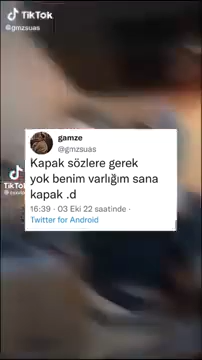 TikTok
@gmzsuas
gamze
@gmzsuas
Kapak sözlere gerek
yok benim varlığım sana
kapak .d
16:39 · 03 Eki 22 saatinde ·
Twitter for Android